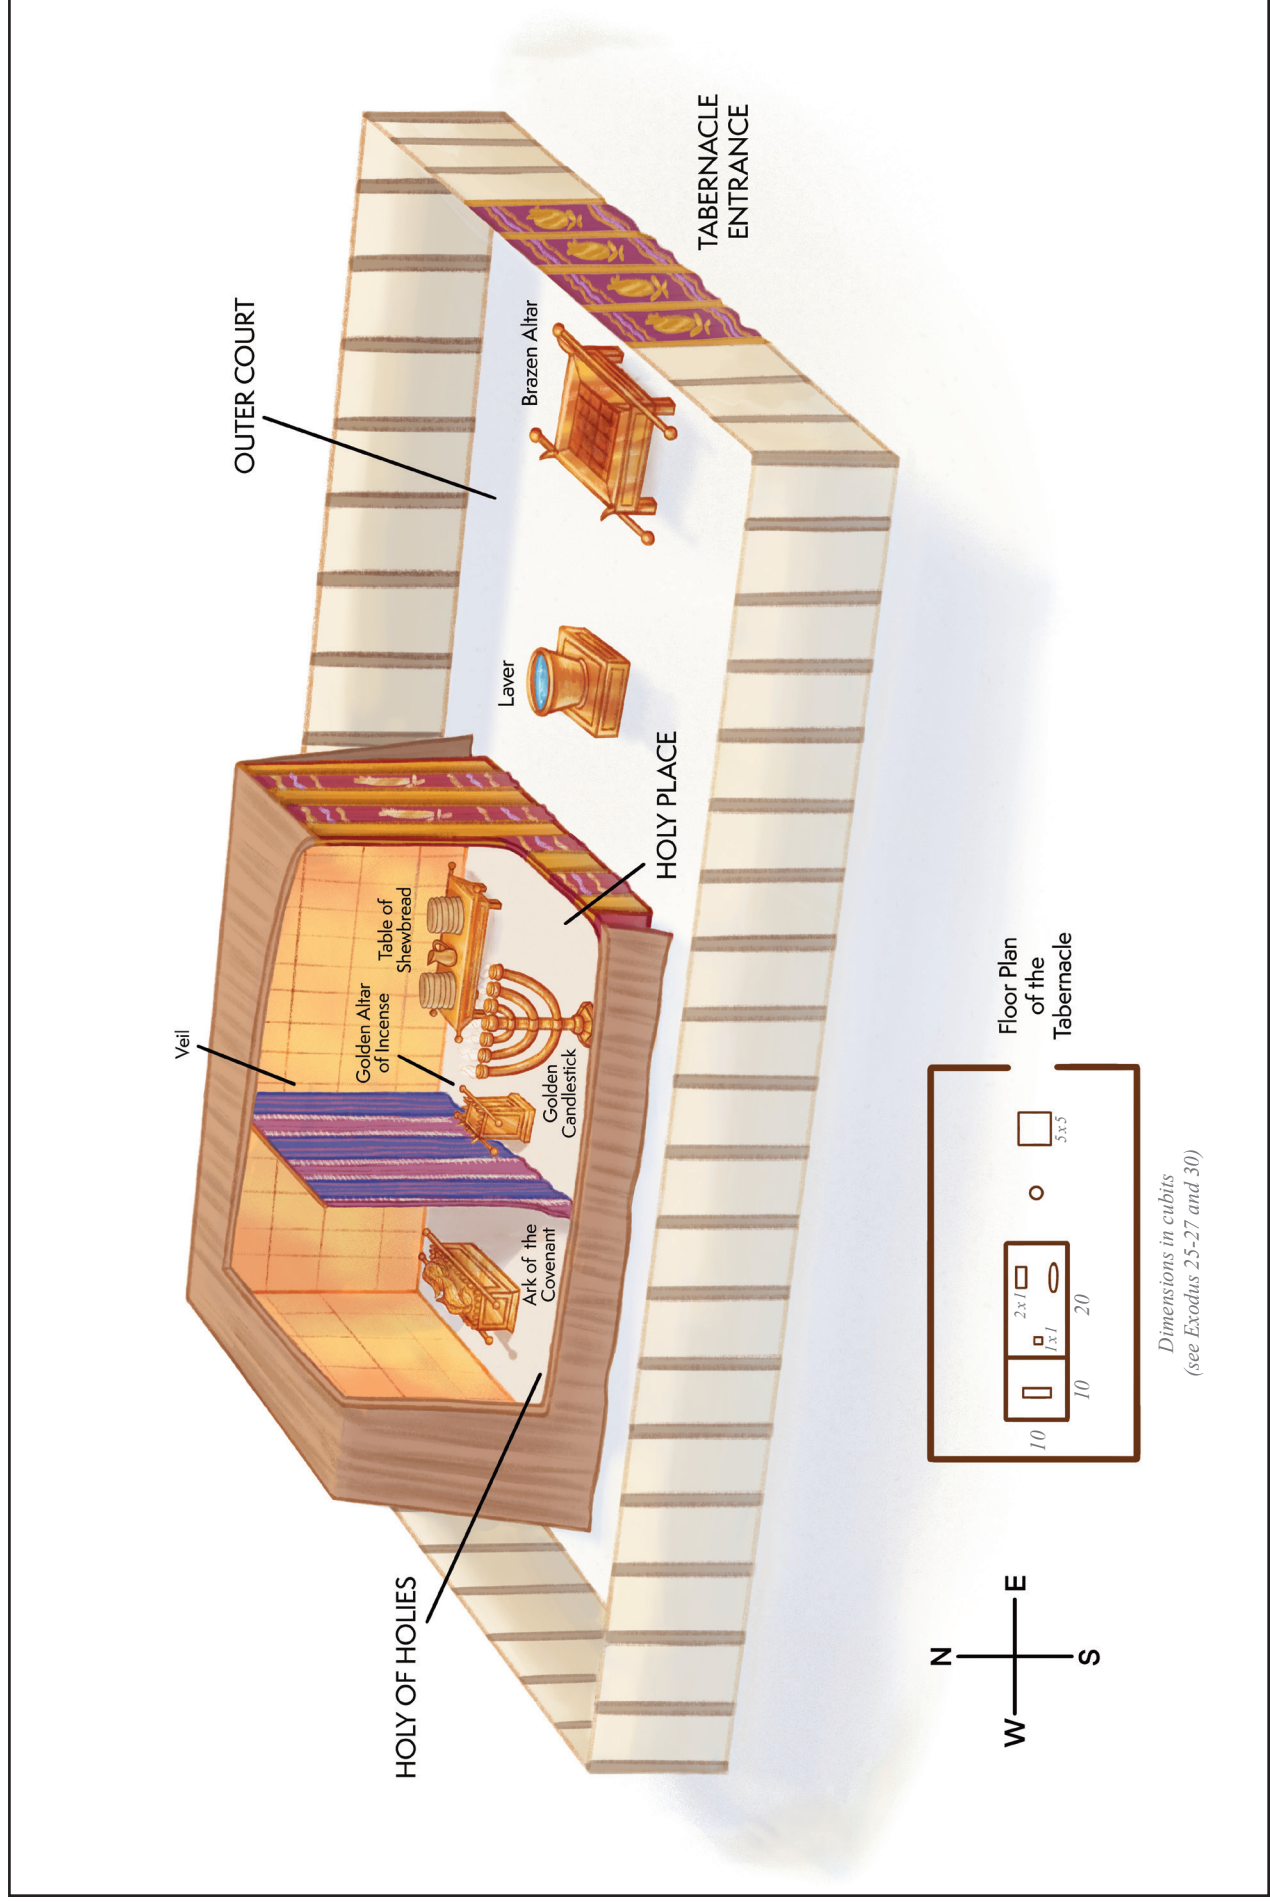 OUTER COURT
TABERNACLE
ENTRANCE
Brazen Altar
Laver
HOLY PLACE
Veil
Table of
Shewbread
Golden Altar
of Incense
Golden
Candlestick
Ark of the
Covenant
HOLY OF HOLIES
N
W
E
S
Floor Plan
of the
Tabernacle
5x5
2x1
1x1
20
10
10
Dimensions in cubits
(see Exodus 25-27 and 30)